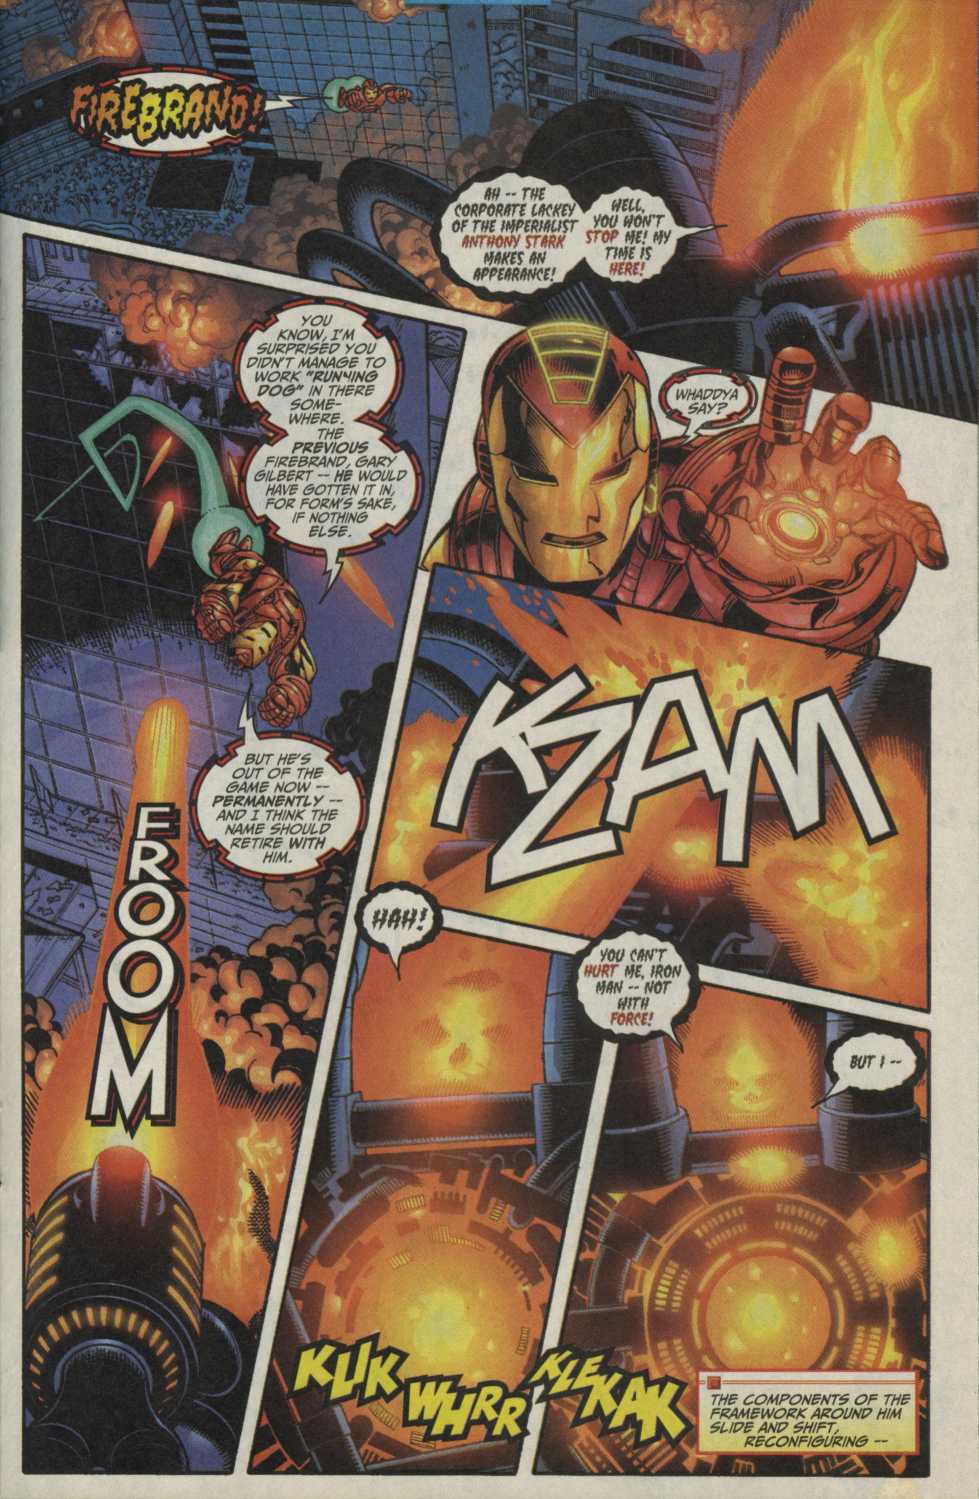 FIREBRAND!
AH -- THE
CORPORATE LACKEY
OF THE IMPERIALIST
ANTHONY STARK
MAKES AN
APPEARANCE!
WELL,
YOU WON'T
STOP ME! MY
TIME IS
HERE!
YOU
KNOW, I'M
SURPRISED YOU
DIDN'T MANAGE TO
WORK "RUNNING
DOG" IN THERE
SOME-
WHERE.
THE
PREVIOUS
FIREBRAND, GARY
GILBERT -- HE WOULD
HAVE GOTTEN IT IN,
FOR FORM'S SAKE,
IF NOTHING
ELSE.
BUT HE'S
OUT OF THE
GAME NOW --
PERMANENTLY --
AND I THINK THE
NAME SHOULD
RETIRE WITH
HIM.
FROOM
WHADDYA
SAY?
KZAM
HAH!
YOU CAN'T
HURT ME, IRON
MAN -- NOT
WITH
FORCE!
BUT I --
KLIK
WHRR
KLEKAK
THE COMPONENTS OF THE
FRAMEWORK AROUND HIM
SLIDE AND SHIFT,
RECONFIGURING --